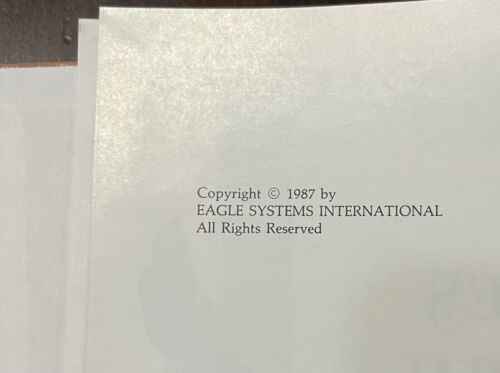 Copyright © 1987 by
EAGLE SYSTEMS INTERNATIONAL
All Rights Reserved